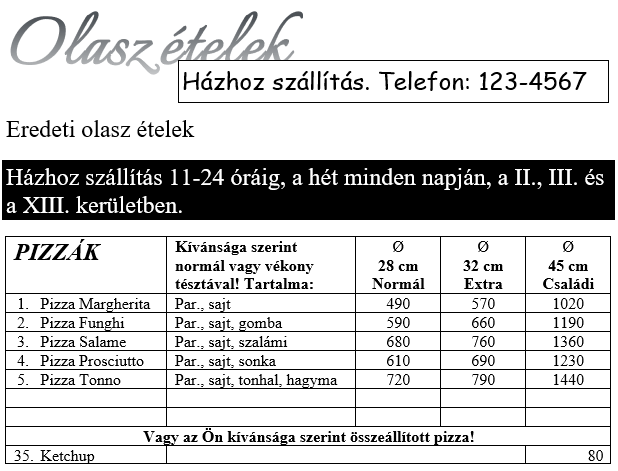 Olasz ételek
Házhoz szállítás. Telefon: 123-4567
Eredeti olasz ételek
Házhoz szállítás 11-24 óráig, a hét minden napján, a II., III. és
a XIII. kerületben.
PIZZÁK Kívánsága szerint Ø Ø Ø
normál vagy vékony 28 cm 32 cm 45 cm
tésztával! Tartalma: Normál Extra Családi
1. Pizza Margherita Par., sajt 490 570 1020
2. Pizza Funghi Par., sajt, gomba 590 660 1190
3. Pizza Salame Par., sajt, szalámi 680 760 1360
4. Pizza Prosciutto Par., sajt, sonka 610 690 1230
5. Pizza Tonno Par., sajt, tonhal, hagyma 720 790 1440
Vagy az Ön kívánsága szerint összeállított pizza!
35. Ketchup 80